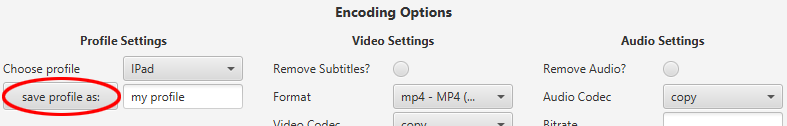 Encoding Options
Profile Settings
Video Settings
Audio Settings
Choose profile
IPad
Remove Subtitles?
Remove Audio?
save profile as:
my profile
Format
mp4 - MP4 (...
Audio Codec
copy
Video Codec
copy
Bitrate